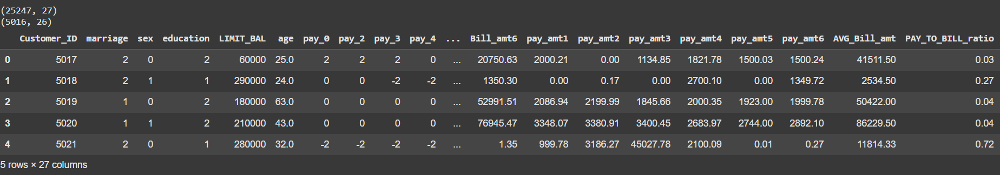 (25247, 27)
(5016, 26)
Customer_ID marriage sex education LIMIT_BAL age pay_0 pay_2 pay_3 pay_4 ... Bill_amt6 pay_amt1 pay_amt2 pay_amt3 pay_amt4 pay_amt5 pay_amt6 AVG_Bill_amt PAY_TO_BILL_ratio
0 5017 2 0 2 60000 25.0 2 2 2 0 ... 20750.63 2000.21 0.00 1134.85 1821.78 1500.03 1500.24 41511.50 0.03
1 5018 2 1 1 290000 24.0 0 0 -2 -2 ... 1350.30 0.00 0.17 0.00 2700.10 0.00 1349.72 2534.50 0.27
2 5019 1 0 2 180000 63.0 0 0 0 0 ... 52991.51 2086.94 2199.99 1845.66 2000.35 1923.00 1999.78 50422.00 0.04
3 5020 1 1 2 210000 43.0 0 0 0 0 ... 76945.47 3348.07 3380.91 3400.45 2683.97 2744.00 2892.10 86229.50 0.04
4 5021 2 0 1 280000 32.0 -2 -2 -2 -2 ... 1.35 999.78 3186.27 45027.78 2100.09 0.01 0.27 11814.33 0.72
5 rows × 27 columns